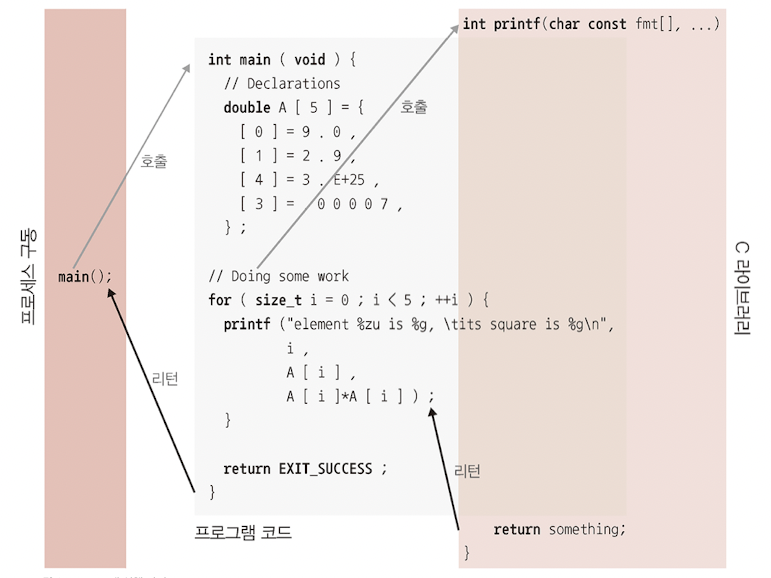 int printf(char const fmt[], ...)
int main ( void ) {
// Declarations
double A [ 5 ] = {
호출
[ 0 ] = 9 . 0 ,
[ 1 ] = 2 . 9 ,
호출
[ 4 ] = 3 . E+25 ,
[ 3 ] = . 0 0 0 0 7 ,
} ;
프로세스 구동
main();
// Doing some work
C 라이브러리
for ( size_t i = 0 ; i < 5 ; ++i ) {
printf ("element %zu is %g, \tits square is %g\n",
i ,
A [ i ] ,
리턴
A [ i ]*A [ i ] ) ;
}
return EXIT_SUCCESS ;
리턴
}
프로그램 코드
return something;
}